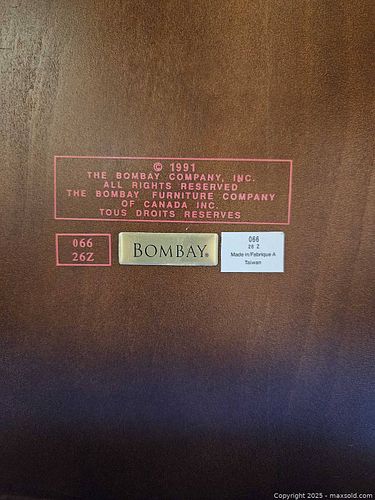 © 1991
THE BOMBAY COMPANY, INC.
ALL RIGHTS RESERVED
THE BOMBAY FURNITURE COMPANY
OF CANADA INC.
TOUS DROITS RESERVES
066
26Z
BOMBAY®
066
26 Z
Made in/Fabrique A
Taiwan
Copyright 2025 - maxsold.com